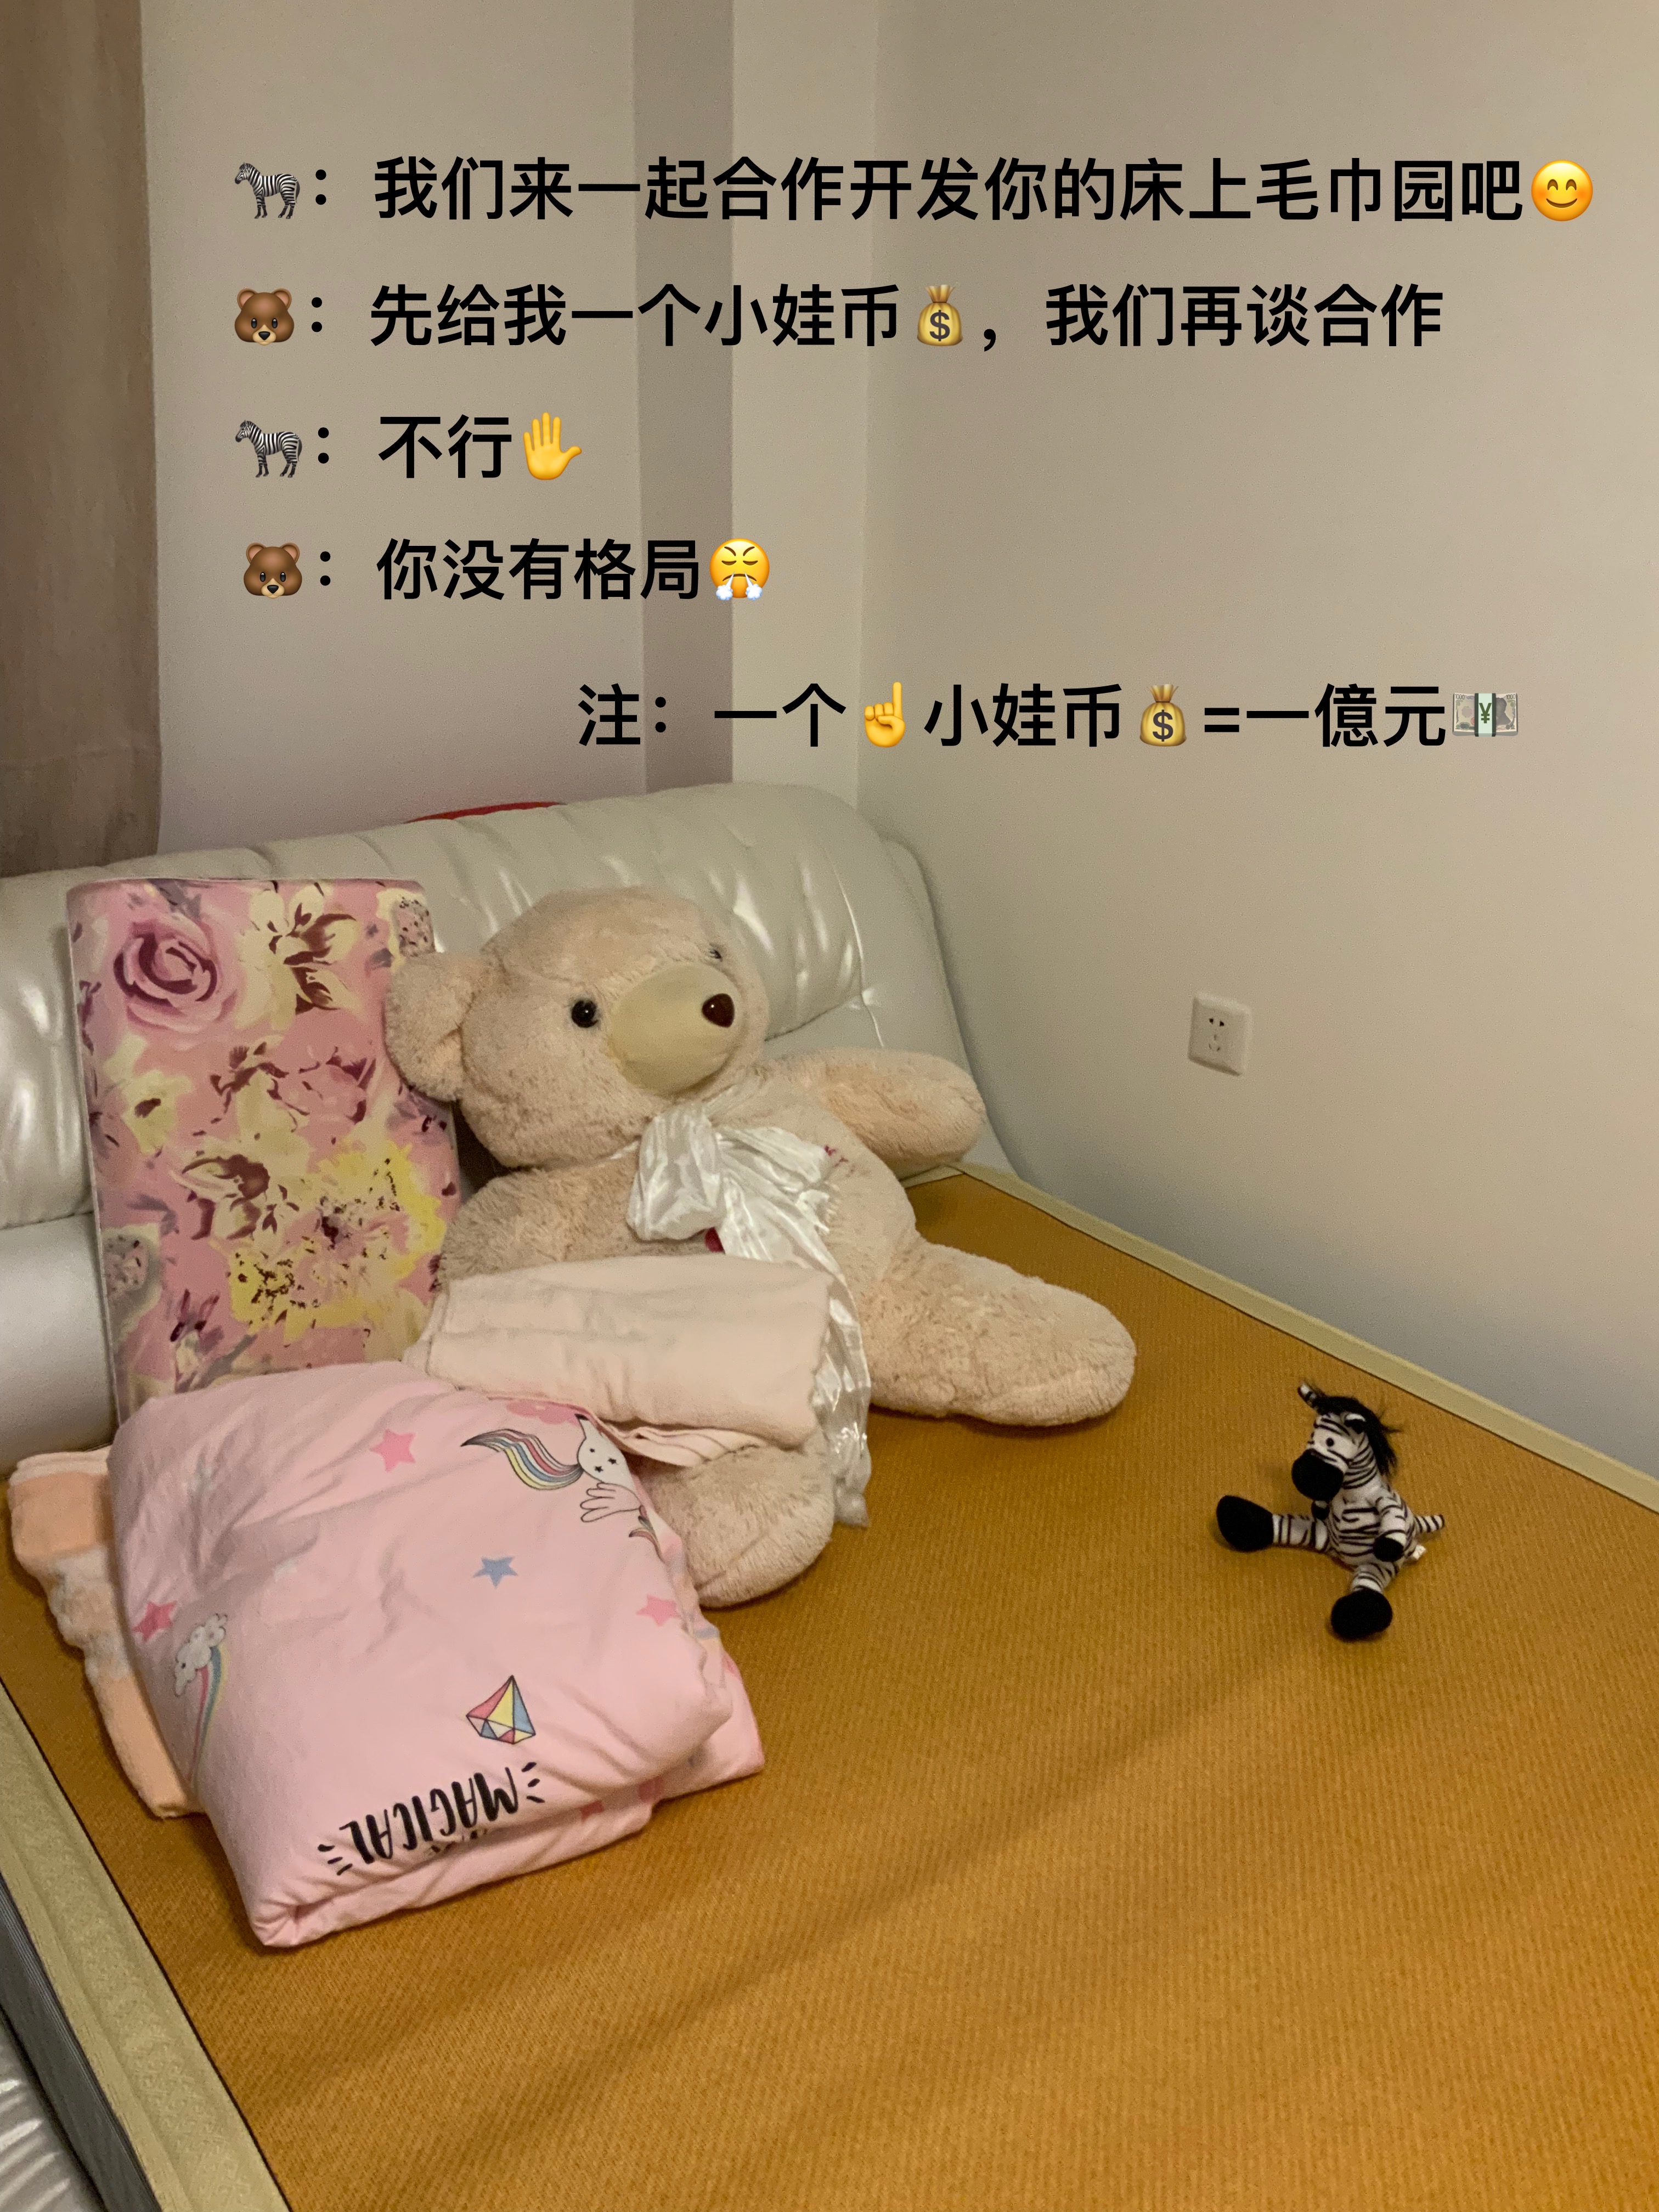 🦓：我们来一起合作开发你的床上毛巾园吧😊
🐻：先给我一个小娃币💰，我们再谈合作
🦓：不行✋
🐻：你没有格局😤
注：一个☝️小娃币💰=一億元💴
MAGICAL